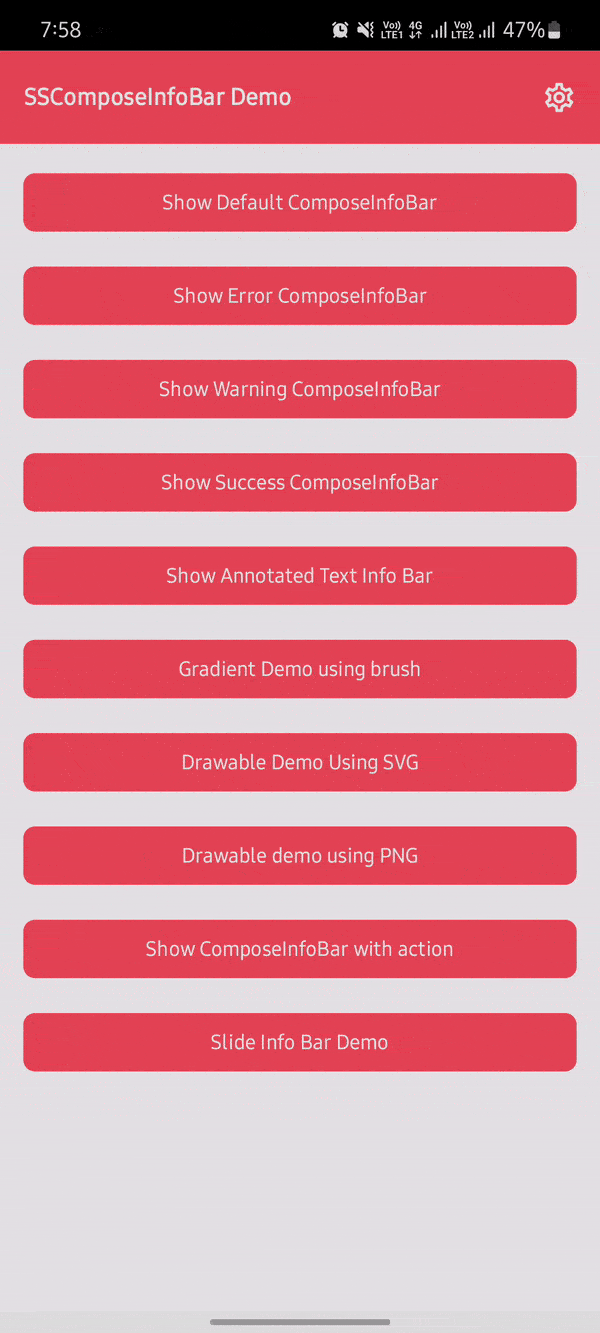 7:58 Vo)) LTE1 4G Vo)) LTE2 47%
SSComposeInfoBar Demo
Show Default ComposeInfoBar
Show Error ComposeInfoBar
Show Warning ComposeInfoBar
Show Success ComposeInfoBar
Show Annotated Text Info Bar
Gradient Demo using brush
Drawable Demo Using SVG
Drawable demo using PNG
Show ComposeInfoBar with action
Slide Info Bar Demo